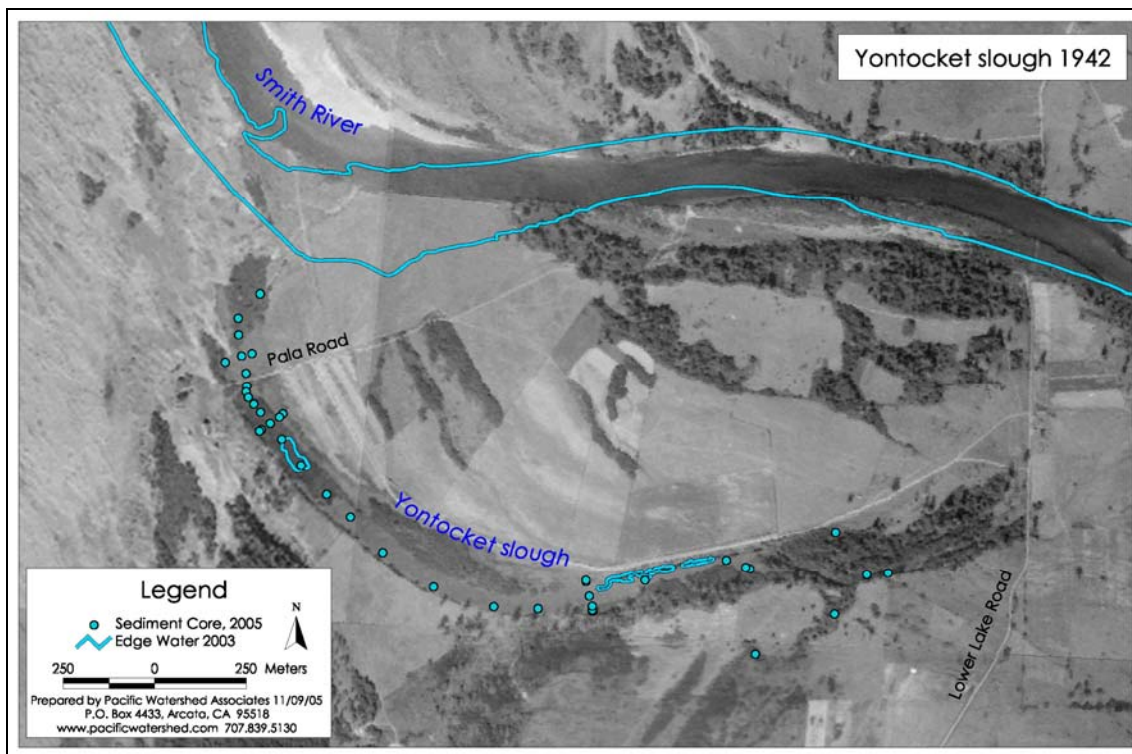 Yontocket slough 1942
Smith River
Pala Road
Yontocket slough
Lower Lake Road
Legend
N
Sediment Core, 2005
Edge Water 2003
250 0 250 Meters
Prepared by Pacific Watershed Associates 11/09/05
P.O. Box 4433, Arcata, CA 95518
www.pacificwatershed.com 707.839.5130